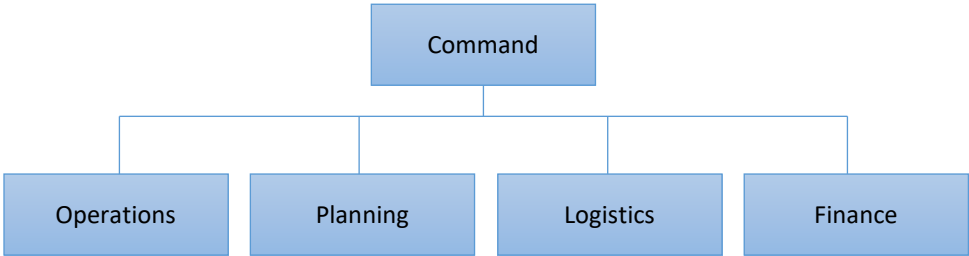 Command
Operations
Planning
Logistics
Finance